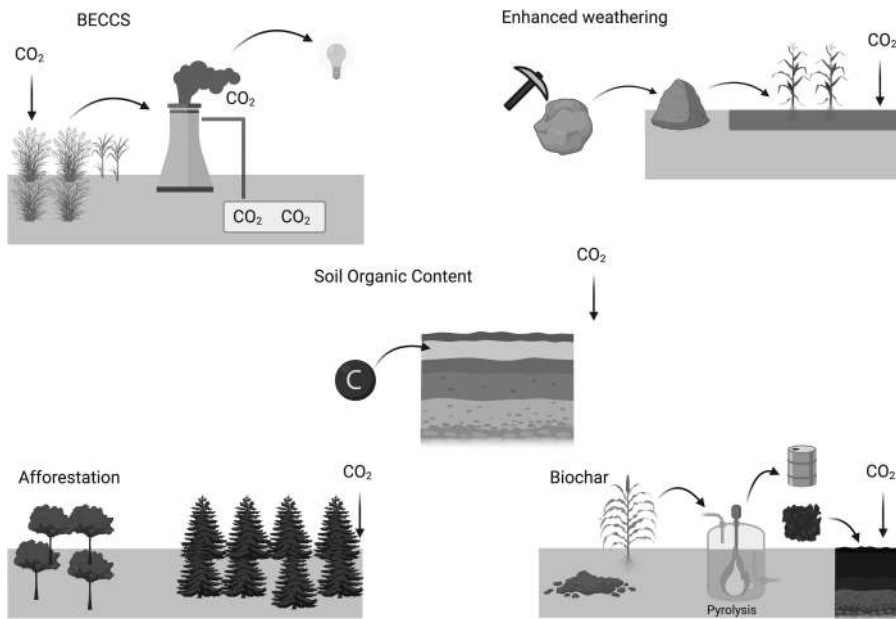 BECCS
CO₂
CO₂
CO₂ CO₂
Enhanced weathering
CO₂
Soil Organic Content
CO₂
C
Afforestation
CO₂
Biochar
CO₂
Pyrolysis